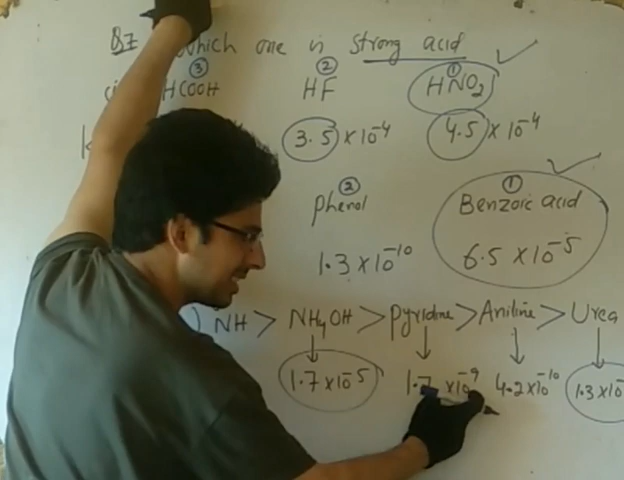 Q7 Which one is strong acid
③ ② ①
HCOOH HF HNO₂
3.5 × 10⁻⁴ 4.5 × 10⁻⁴
② ①
Phenol Benzoic acid
1.3 × 10⁻¹⁰ 6.5 × 10⁻⁵
) NH > NH₄OH > Pyridine > Aniline > Urea
1.7 × 10⁻⁵ 1.7 × 10⁻⁹ 4.2 × 10⁻¹⁰ 1.3 × 10